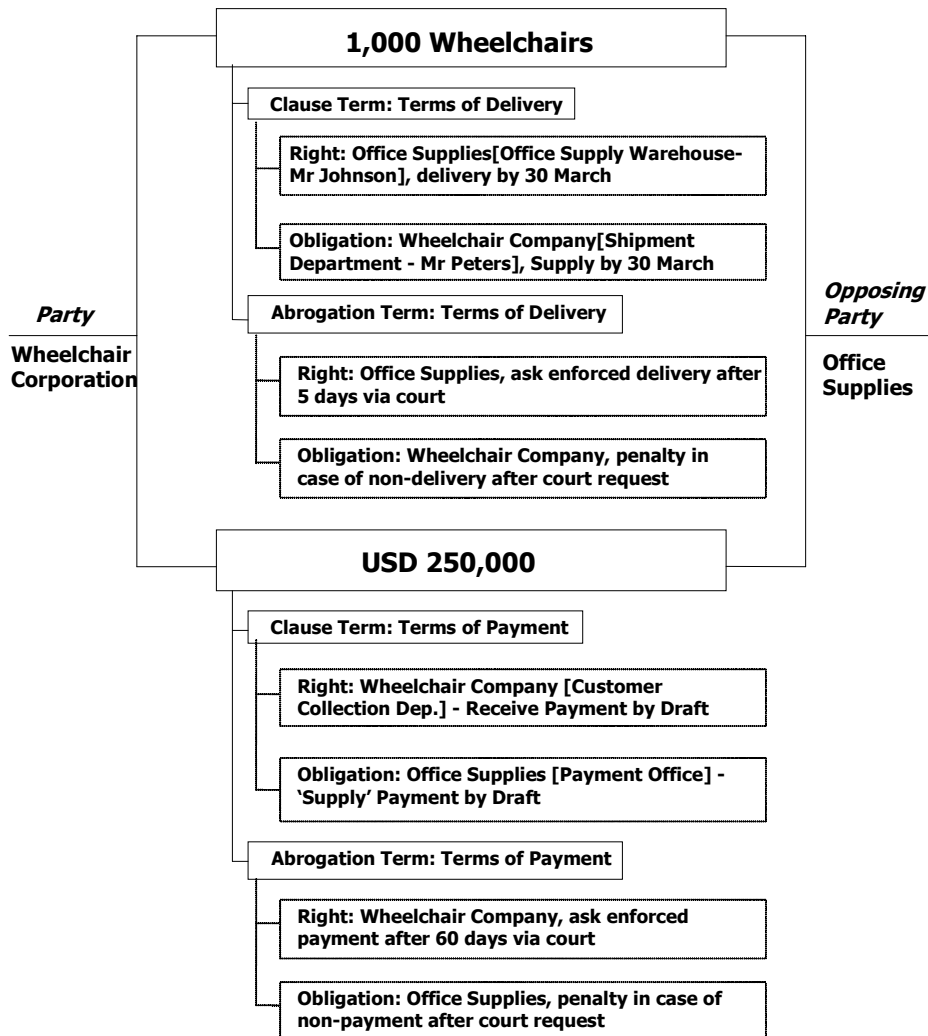 1,000 Wheelchairs
Clause Term: Terms of Delivery
Right: Office Supplies[Office Supply Warehouse-
Mr Johnson], delivery by 30 March
Obligation: Wheelchair Company[Shipment
Department - Mr Peters], Supply by 30 March
Party
Wheelchair
Corporation
Opposing
Party
Office
Supplies
Abrogation Term: Terms of Delivery
Right: Office Supplies, ask enforced delivery after
5 days via court
Obligation: Wheelchair Company, penalty in
case of non-delivery after court request
USD 250,000
Clause Term: Terms of Payment
Right: Wheelchair Company [Customer
Collection Dep.] - Receive Payment by Draft
Obligation: Office Supplies [Payment Office] -
‘Supply’ Payment by Draft
Abrogation Term: Terms of Payment
Right: Wheelchair Company, ask enforced
payment after 60 days via court
Obligation: Office Supplies, penalty in case of
non-payment after court request